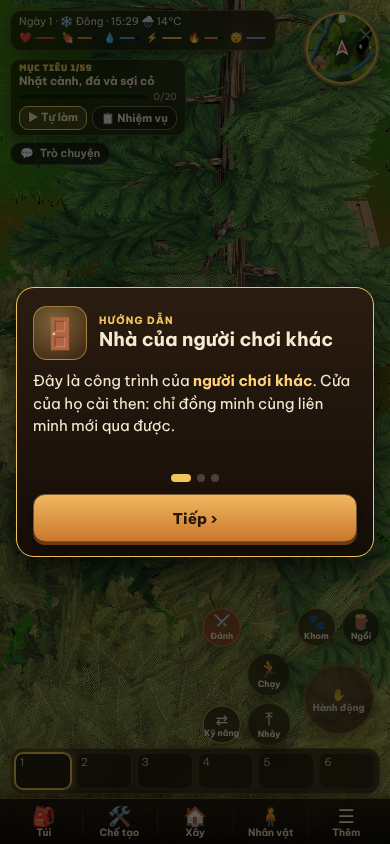 Ngày 1 · ❄️ Đông · 15:29 🌧️ 14°C
MỤC TIÊU 1/59
Nhặt cành, đá và sợi cỏ
0/20
▶ Tự làm
📋 Nhiệm vụ
💬 Trò chuyện
HƯỚNG DẪN
Nhà của người chơi khác
Đây là công trình của người chơi khác. Cửa
của họ cài then: chỉ đồng minh cùng liên
minh mới qua được.
Tiếp ›
Đánh
Kham
Ngồi
Chạy
Hành động
Kỹ năng
Nhảy
1
2
3
4
5
6
Túi
Chế tạo
Xây
Nhân vật
Thêm